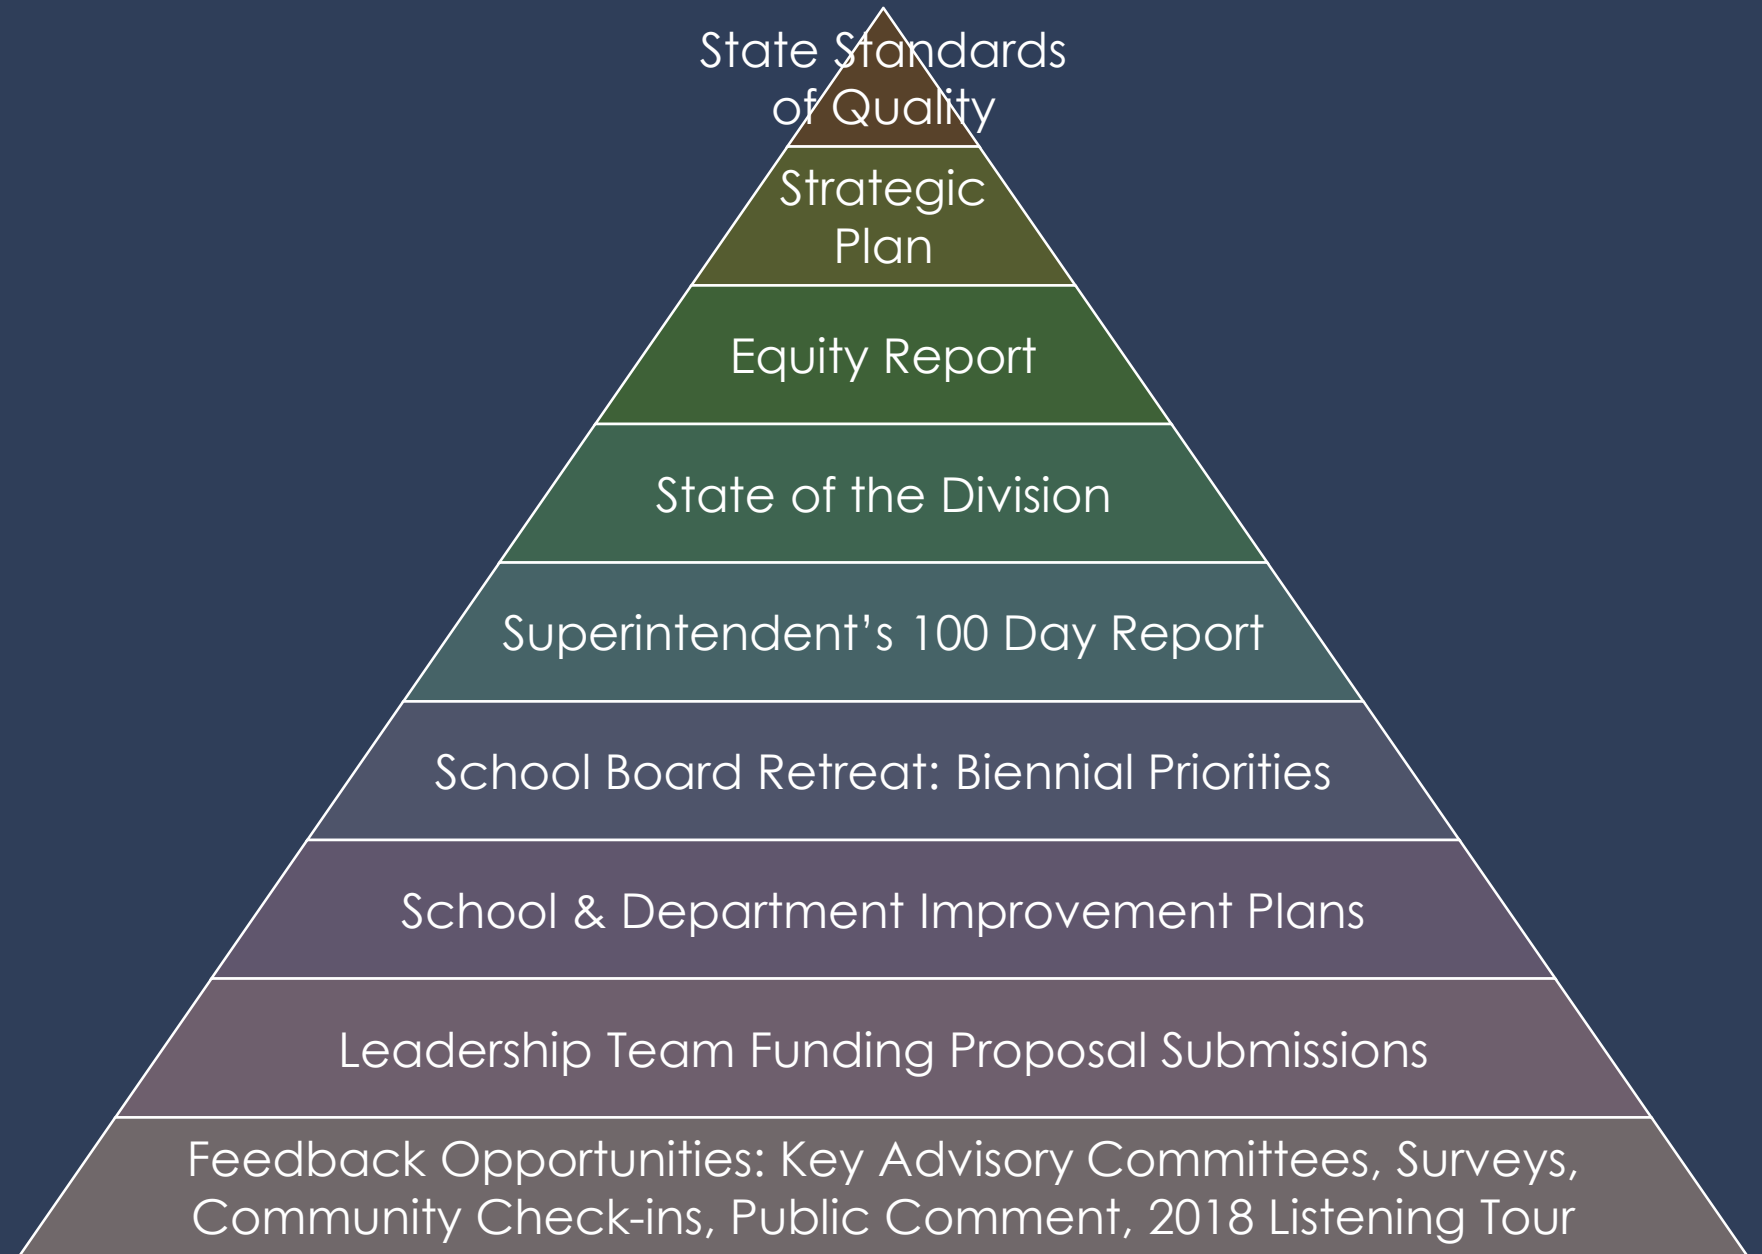 State Standards
of Quality
Strategic
Plan
Equity Report
State of the Division
Superintendent’s 100 Day Report
School Board Retreat: Biennial Priorities
School & Department Improvement Plans
Leadership Team Funding Proposal Submissions
Feedback Opportunities: Key Advisory Committees, Surveys,
Community Check-ins, Public Comment, 2018 Listening Tour